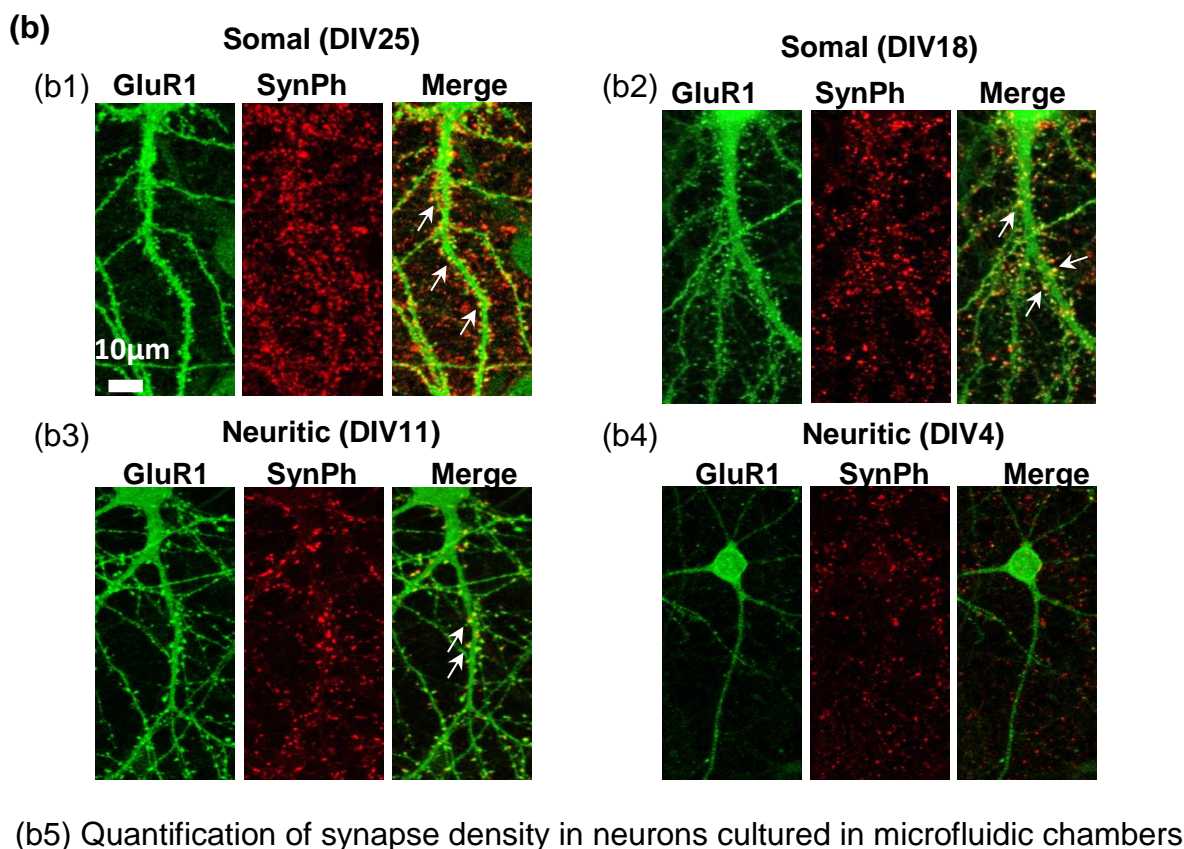 (b)
Somal (DIV25)
Somal (DIV18)
(b1)
GluR1 SynPh Merge
(b2)
GluR1 SynPh Merge
10µm
(b3)
Neuritic (DIV11)
(b4)
Neuritic (DIV4)
GluR1 SynPh Merge
GluR1 SynPh Merge
(b5) Quantification of synapse density in neurons cultured in microfluidic chambers